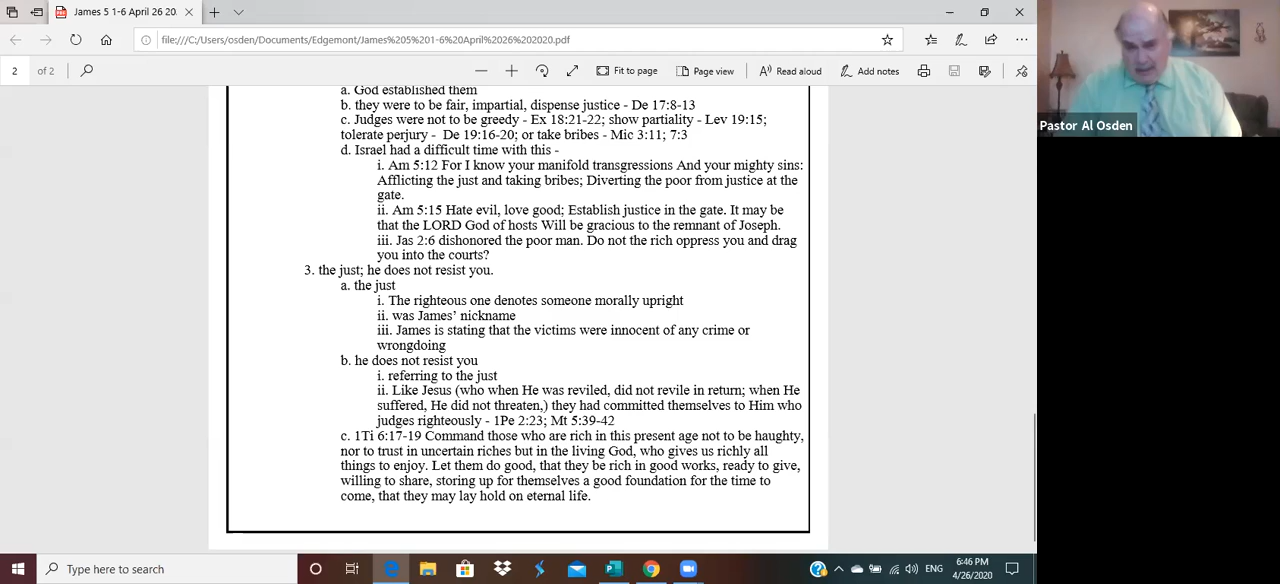 James 5 1-6 April 26 20
file:///C:/Users/osden/Documents/Edgemont/James%205%201-6%20April%2026%202020.pdf
2 of 2
Fit to page
Page view
Read aloud
Add notes
Pastor Al Osden
a. God established them
b. they were to be fair, impartial, dispense justice - De 17:8-13
c. Judges were not to be greedy - Ex 18:21-22; show partiality - Lev 19:15;
tolerate perjury - De 19:16-20; or take bribes - Mic 3:11; 7:3
d. Israel had a difficult time with this -
i. Am 5:12 For I know your manifold transgressions And your mighty sins:
Afflicting the just and taking bribes; Diverting the poor from justice at the
gate.
ii. Am 5:15 Hate evil, love good; Establish justice in the gate. It may be
that the LORD God of hosts Will be gracious to the remnant of Joseph.
iii. Jas 2:6 dishonored the poor man. Do not the rich oppress you and drag
you into the courts?
3. the just; he does not resist you.
a. the just
i. The righteous one denotes someone morally upright
ii. was James' nickname
iii. James is stating that the victims were innocent of any crime or
wrongdoing
b. he does not resist you
i. referring to the just
ii. Like Jesus (who when He was reviled, did not revile in return; when He
suffered, He did not threaten,) they had committed themselves to Him who
judges righteously - 1Pe 2:23; Mt 5:39-42
c. 1Ti 6:17-19 Command those who are rich in this present age not to be haughty,
nor to trust in uncertain riches but in the living God, who gives us richly all
things to enjoy. Let them do good, that they be rich in good works, ready to give,
willing to share, storing up for themselves a good foundation for the time to
come, that they may lay hold on eternal life.
Type here to search
ENG
6:46 PM
4/26/2020